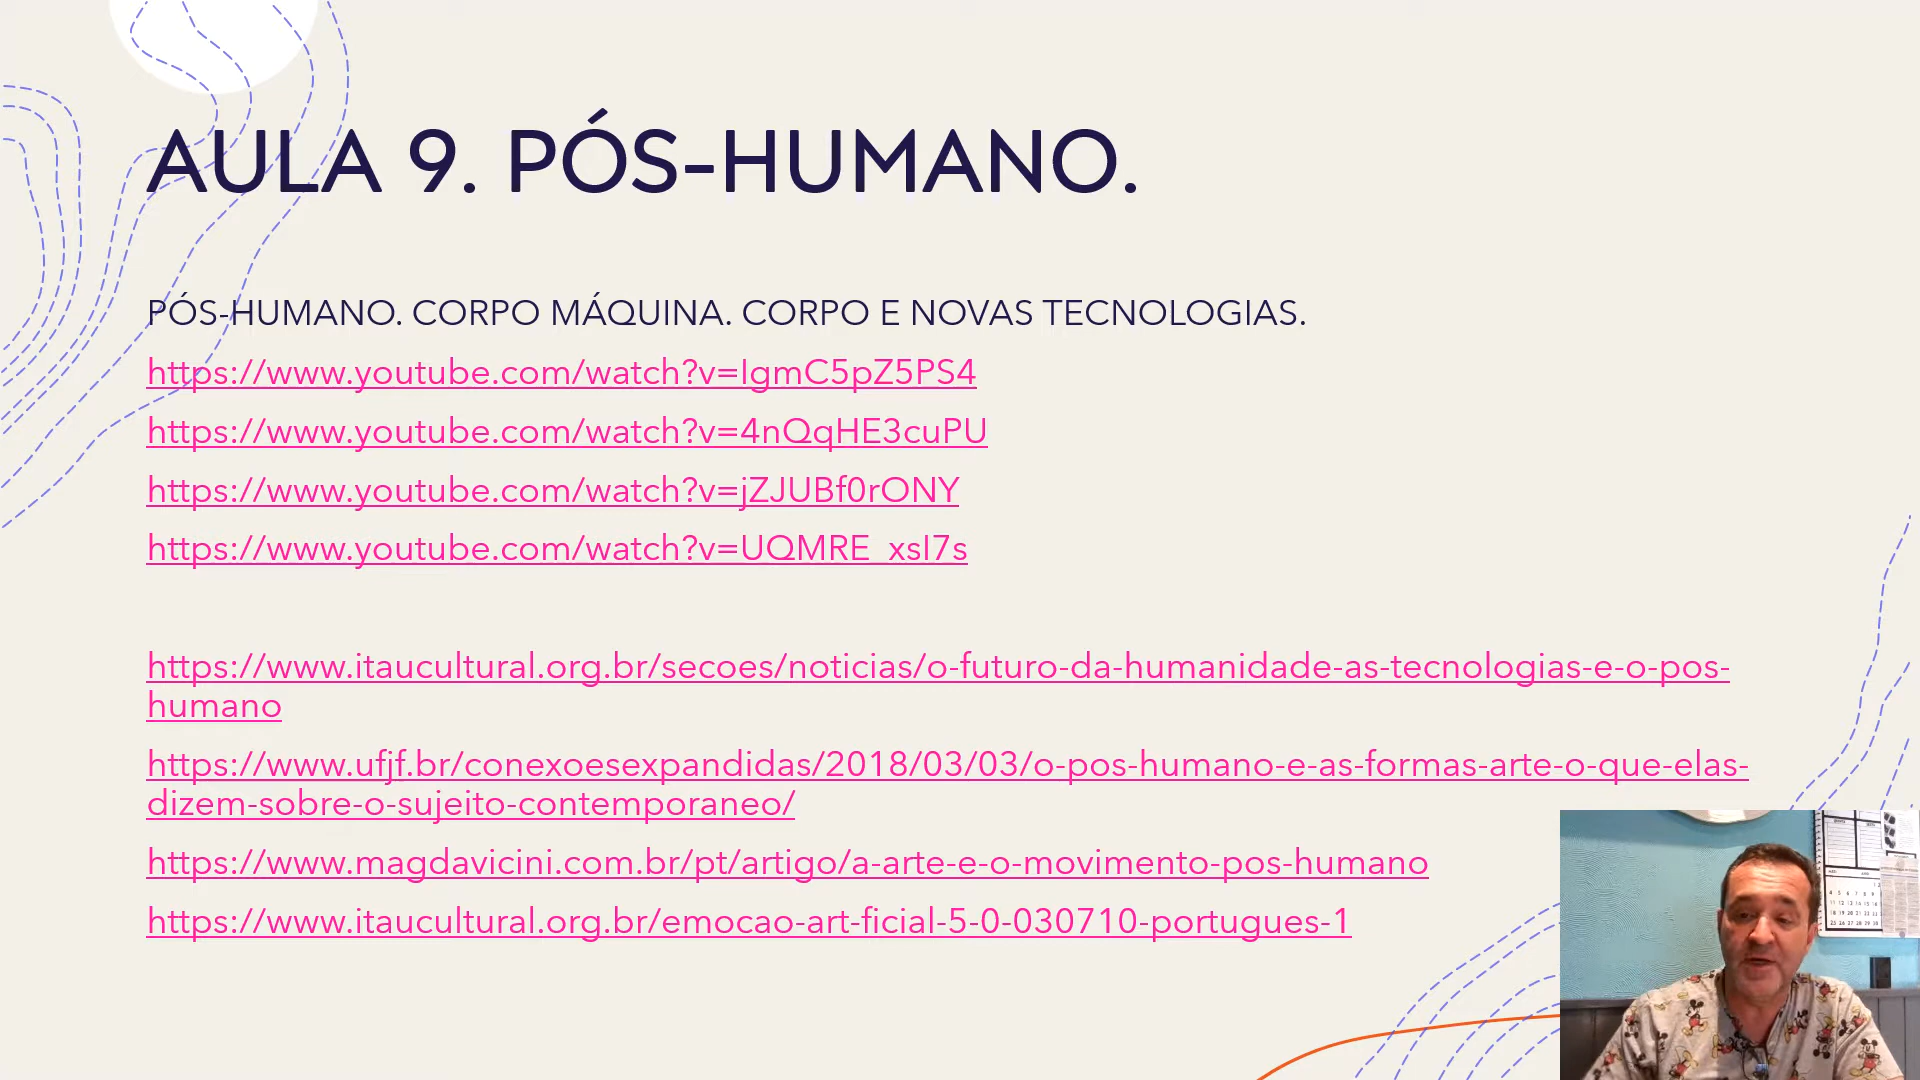 AULA 9. PÓS-HUMANO.
PÓS-HUMANO. CORPO MÁQUINA. CORPO E NOVAS TECNOLOGIAS.
https://www.youtube.com/watch?v=IgmC5pZ5PS4
https://www.youtube.com/watch?v=4nQqHE3cuPU
https://www.youtube.com/watch?v=jZJUBf0rONY
https://www.youtube.com/watch?v=UQMRE_xsI7s
https://www.itaucultural.org.br/secoes/noticias/o-futuro-da-humanidade-as-tecnologias-e-o-pos-
humano
https://www.ufjf.br/conexoesexpandidas/2018/03/03/o-pos-humano-e-as-formas-arte-o-que-elas-
dizem-sobre-o-sujeito-contemporaneo/
https://www.magdavicini.com.br/pt/artigo/a-arte-e-o-movimento-pos-humano
https://www.itaucultural.org.br/emocao-art-ficial-5-0-030710-portugues-1